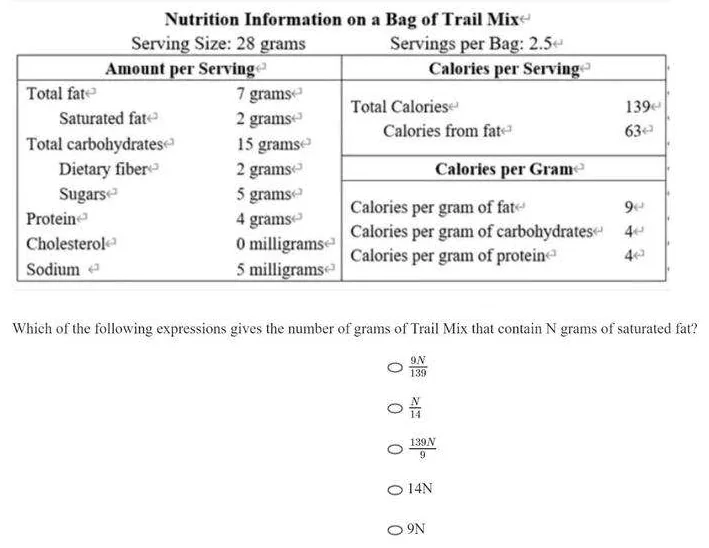 Nutrition Information on a Bag of Trail Mix
Serving Size: 28 grams Servings per Bag: 2.5
Amount per Serving Calories per Serving
Total fat 7 grams
Saturated fat 2 grams
Total carbohydrates 15 grams
Dietary fiber 2 grams
Sugars 5 grams
Protein 4 grams
Cholesterol 0 milligrams
Sodium 5 milligrams
Total Calories 139
Calories from fat 63
Calories per Gram
Calories per gram of fat 9
Calories per gram of carbohydrates 4
Calories per gram of protein 4
Which of the following expressions gives the number of grams of Trail Mix that contain N grams of saturated fat?
9N
139
N
14
139N
9
14N
9N